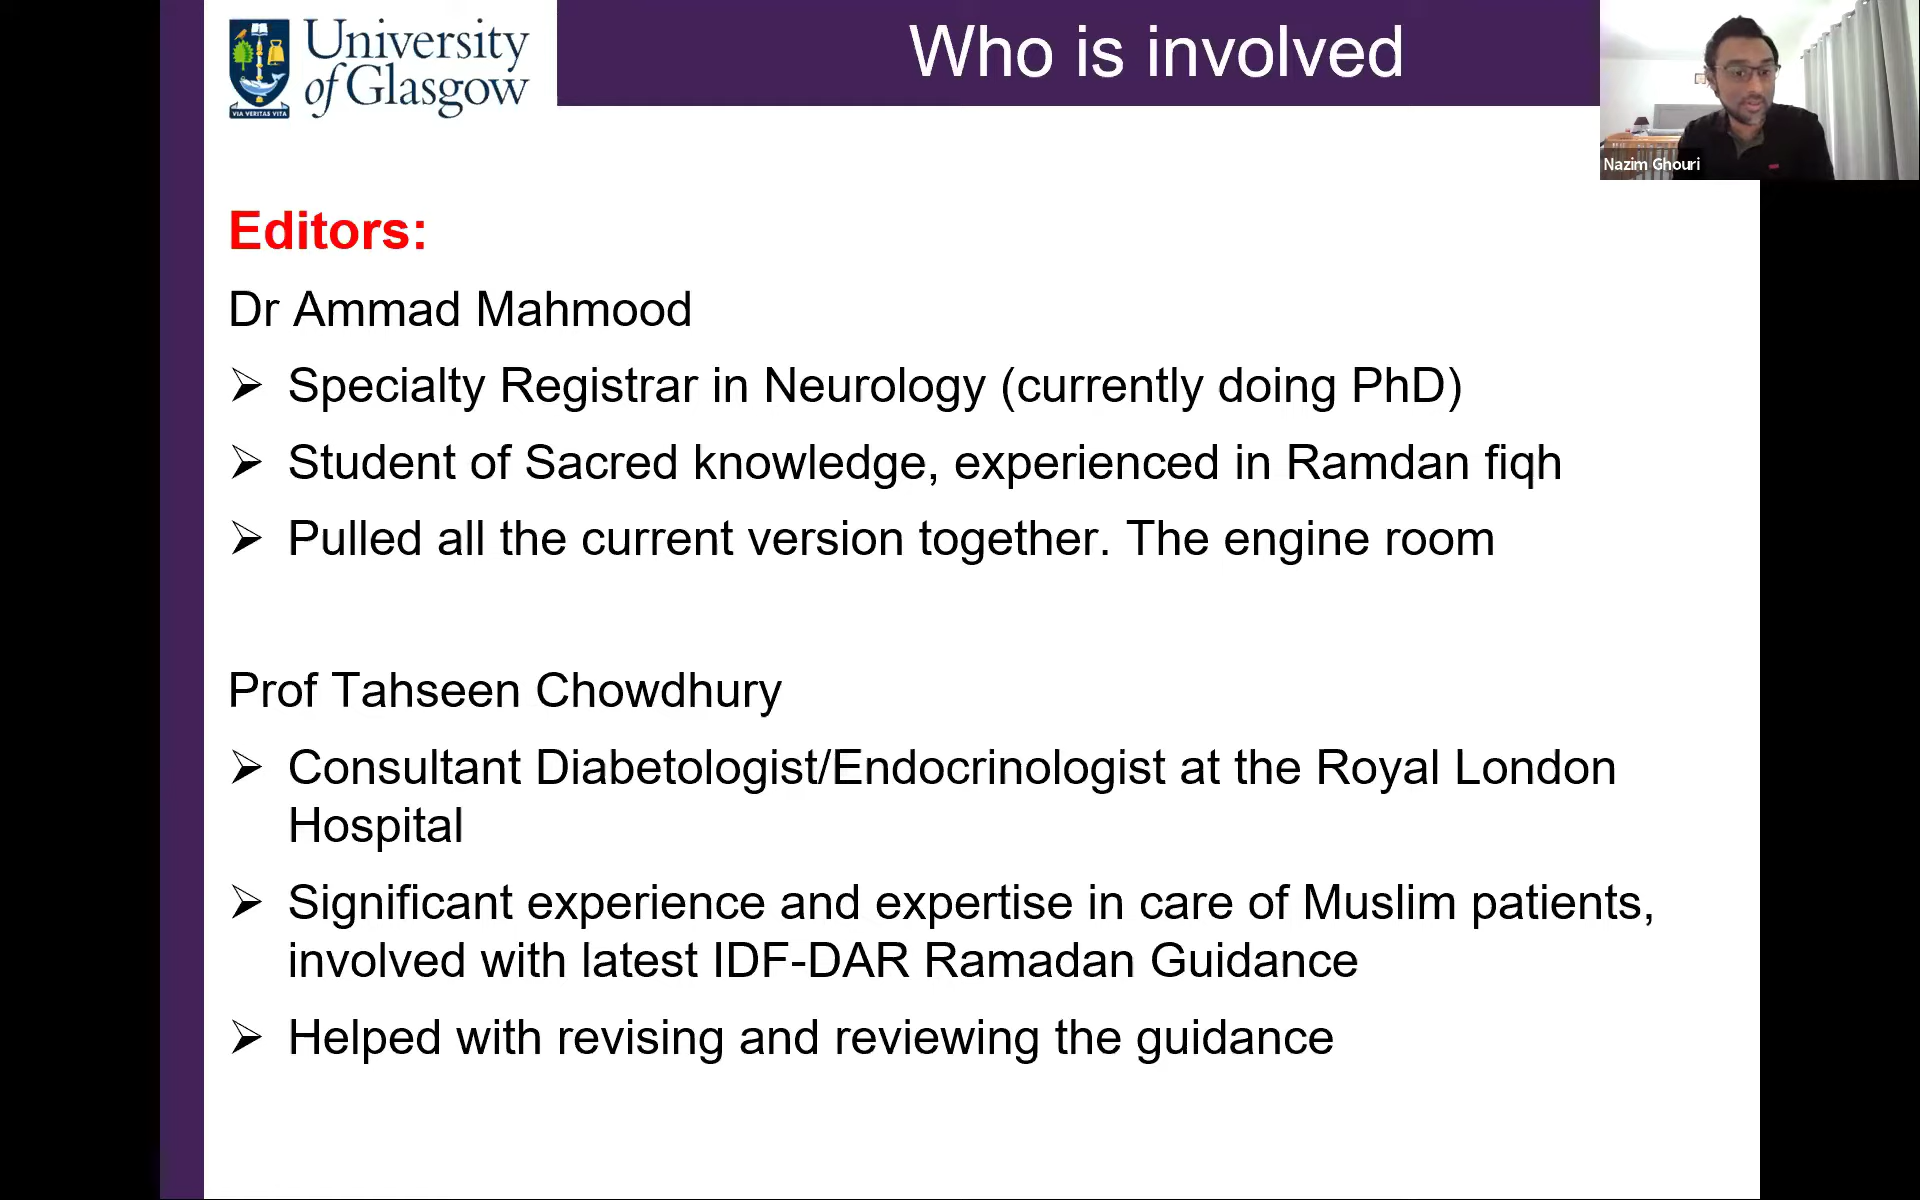 University
of Glasgow
VIA VERITAS VITA
Who is involved
Nazim Ghouri
Editors:
Dr Ammad Mahmood
➢ Specialty Registrar in Neurology (currently doing PhD)
➢ Student of Sacred knowledge, experienced in Ramdan fiqh
➢ Pulled all the current version together. The engine room
Prof Tahseen Chowdhury
➢ Consultant Diabetologist/Endocrinologist at the Royal London
Hospital
➢ Significant experience and expertise in care of Muslim patients,
involved with latest IDF-DAR Ramadan Guidance
➢ Helped with revising and reviewing the guidance